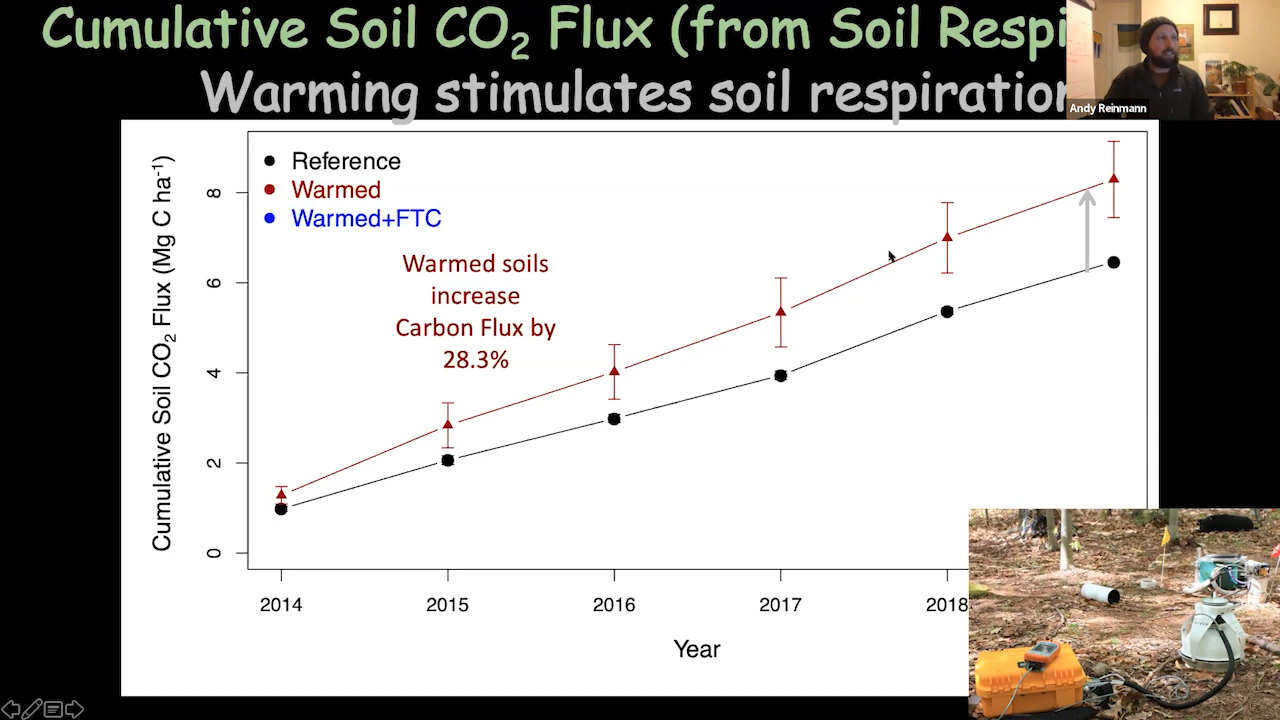 Cumulative Soil CO₂ Flux (from Soil Respi
Andy Reinmann
Warming stimulates soil respiration
Reference
Warmed
Warmed+FTC
Warmed soils
increase
Carbon Flux by
28.3%
Cumulative Soil CO₂ Flux (Mg C ha⁻¹)
8
6
4
2
0
2014 2015 2016 2017 2018
Year